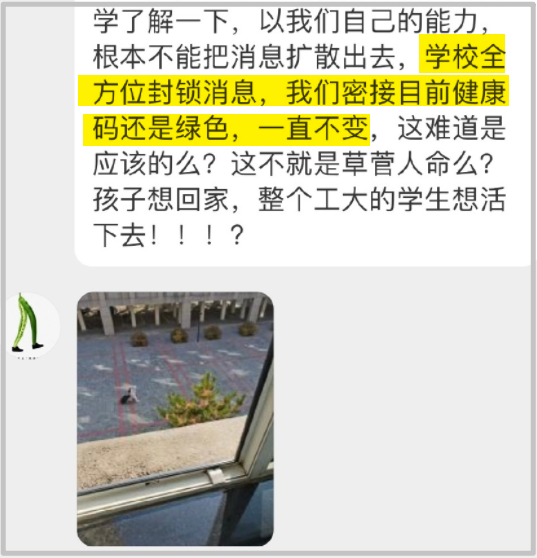 学了解一下，以我们自己的能力，
根本不能把消息扩散出去，学校全
方位封锁消息，我们密接目前健康
码还是绿色，一直不变，这难道是
应该的么？这不就是草菅人命么？
孩子想回家，整个工大的学生想活
下去！！！？